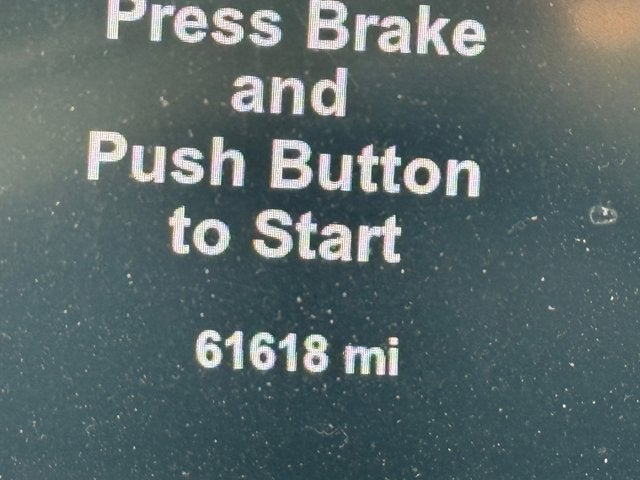 Press Brake
and
Push Button
to Start
61618 mi